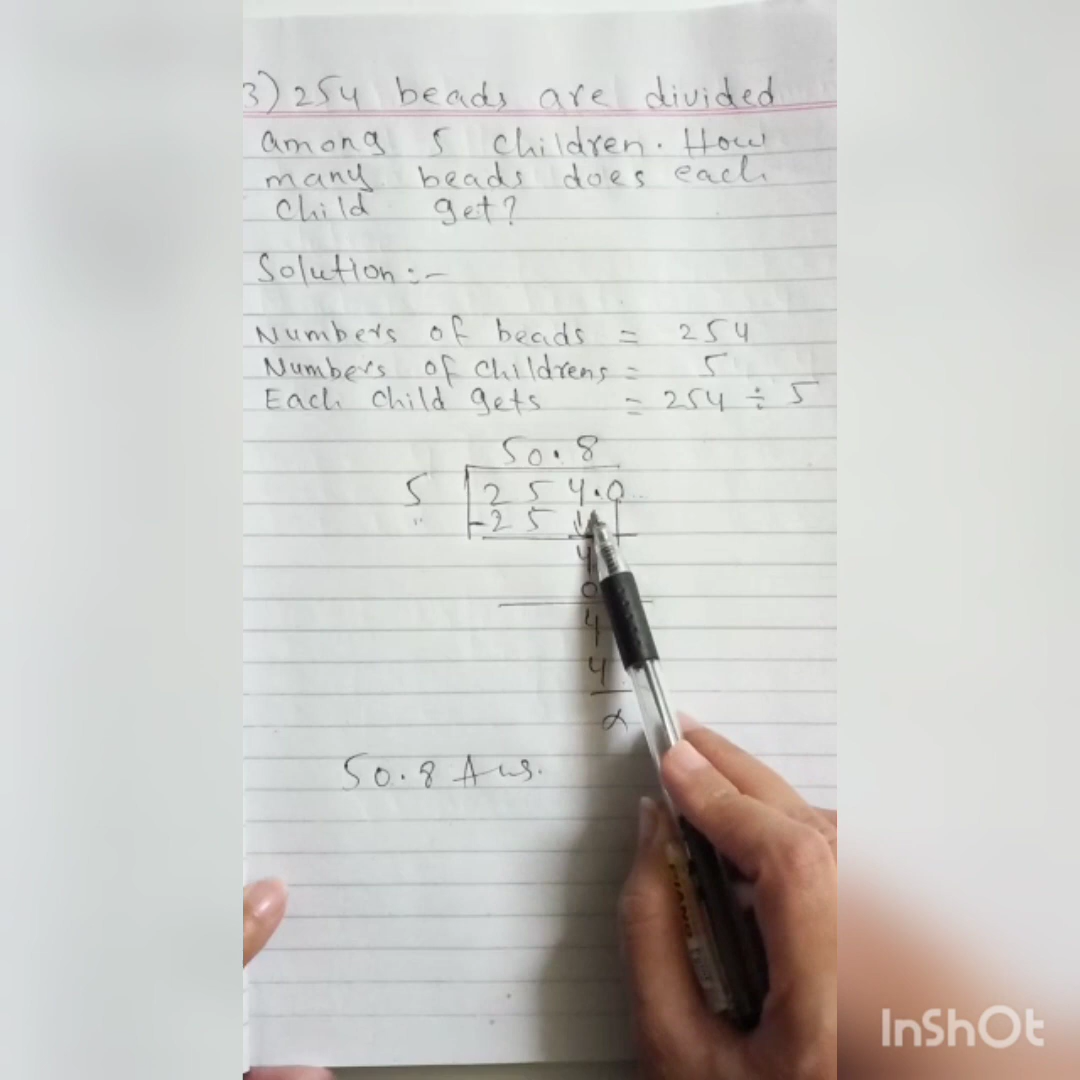 3) 254 beads are divided
among 5 children. How
many beads does each
child get?
Solution :-
Numbers of beads = 254
Numbers of childrens = 5
Each child gets = 254 ÷ 5
50.8
5 254.0
-25
4
0
4
4
x
50.8 Ans.
InShOt